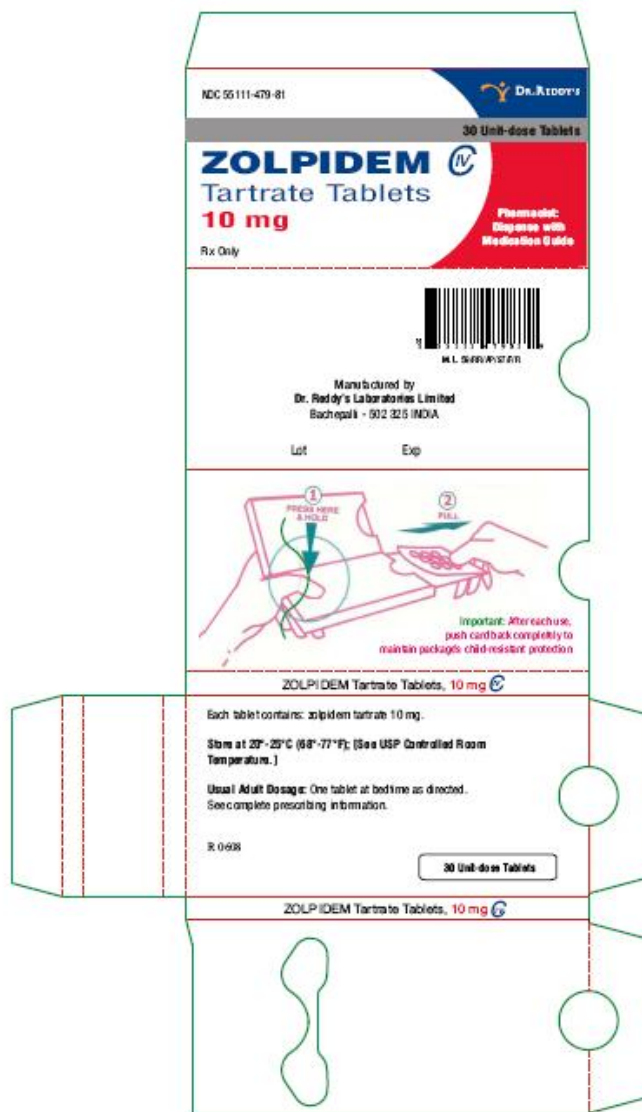 NDC 55111-479-81
DR.REDDY'S
30 Unit-dose Tablets
ZOLPIDEM CIV
Tartrate Tablets
10 mg
Pharmacist:
Dispense with
Medication Guide
Rx Only
Manufactured by
Dr. Reddy's Laboratories Limited
Bachepalli - 502 325 INDIA
Lot Exp
1
PRESS HERE
& HOLD
2
PULL
Important: After each use,
push card back completely to
maintain package's child-resistant protection
ZOLPIDEM Tartrate Tablets, 10 mg CIV
Each tablet contains: zolpidem tartrate 10 mg.
Store at 20°-25°C (68°-77°F); [See USP Controlled Room
Temperature.]
Usual Adult Dosage: One tablet at bedtime as directed.
See complete prescribing information.
R 0608
30 Unit-dose Tablets
ZOLPIDEM Tartrate Tablets, 10 mg CIV